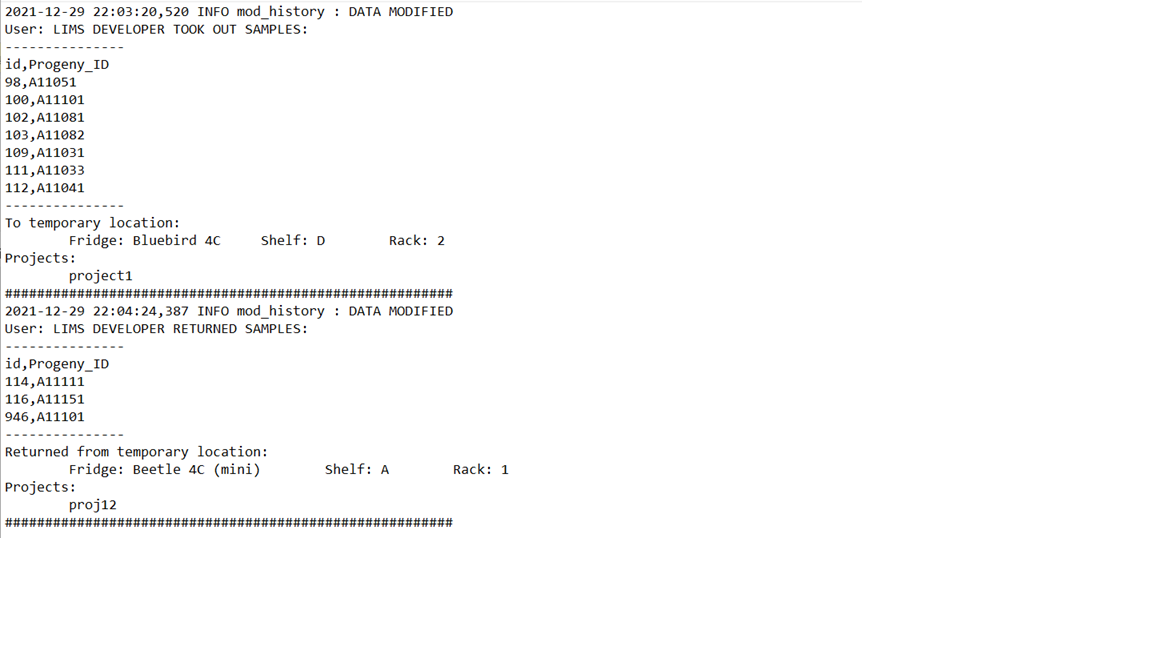 2021-12-29 22:03:20,520 INFO mod_history : DATA MODIFIED
User: LIMS DEVELOPER TOOK OUT SAMPLES:
---------------
id,Progeny_ID
98,A11051
100,A11101
102,A11081
103,A11082
109,A11031
111,A11033
112,A11041
---------------
To temporary location:
        Fridge: Bluebird 4C     Shelf: D        Rack: 2
Projects:
        project1
########################################################
2021-12-29 22:04:24,387 INFO mod_history : DATA MODIFIED
User: LIMS DEVELOPER RETURNED SAMPLES:
---------------
id,Progeny_ID
114,A11111
116,A11151
946,A11101
---------------
Returned from temporary location:
        Fridge: Beetle 4C (mini)        Shelf: A        Rack: 1
Projects:
        proj12
########################################################